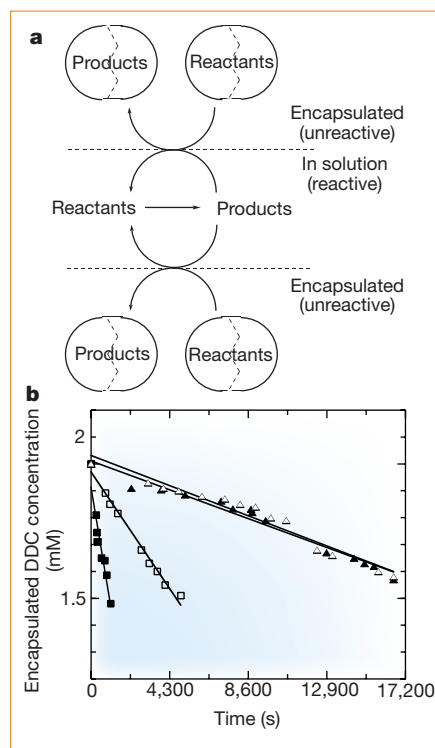 a
Products
Reactants
Encapsulated
(unreactive)
In solution
(reactive)
Reactants
Products
Encapsulated
(unreactive)
Products
Reactants
b
Encapsulated DDC concentration
(mM)
2
1.5
0
4,300
8,600
12,900
17,200
Time (s)